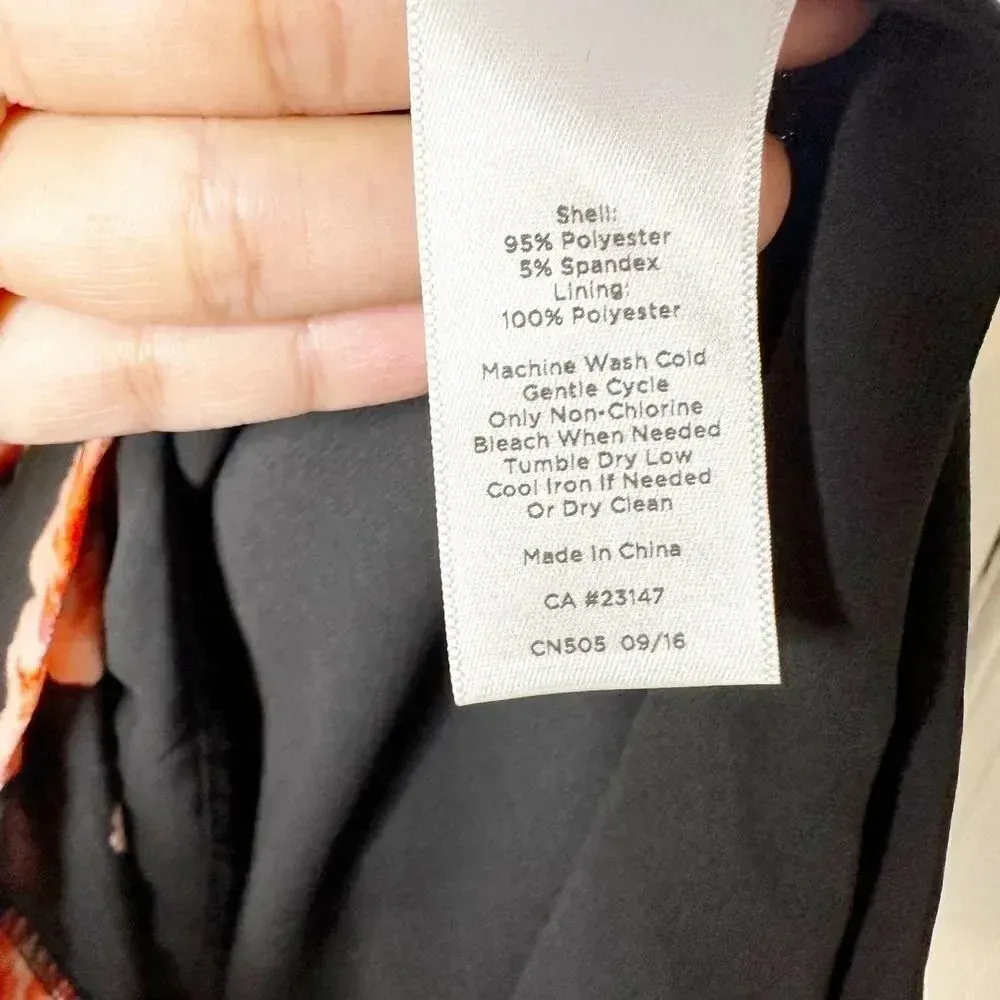 Shell:
95% Polyester
5% Spandex
Lining:
100% Polyester
Machine Wash Cold
Gentle Cycle
Only Non-Chlorine
Bleach When Needed
Tumble Dry Low
Cool Iron If Needed
Or Dry Clean
Made In China
CA #23147
CN505 09/16